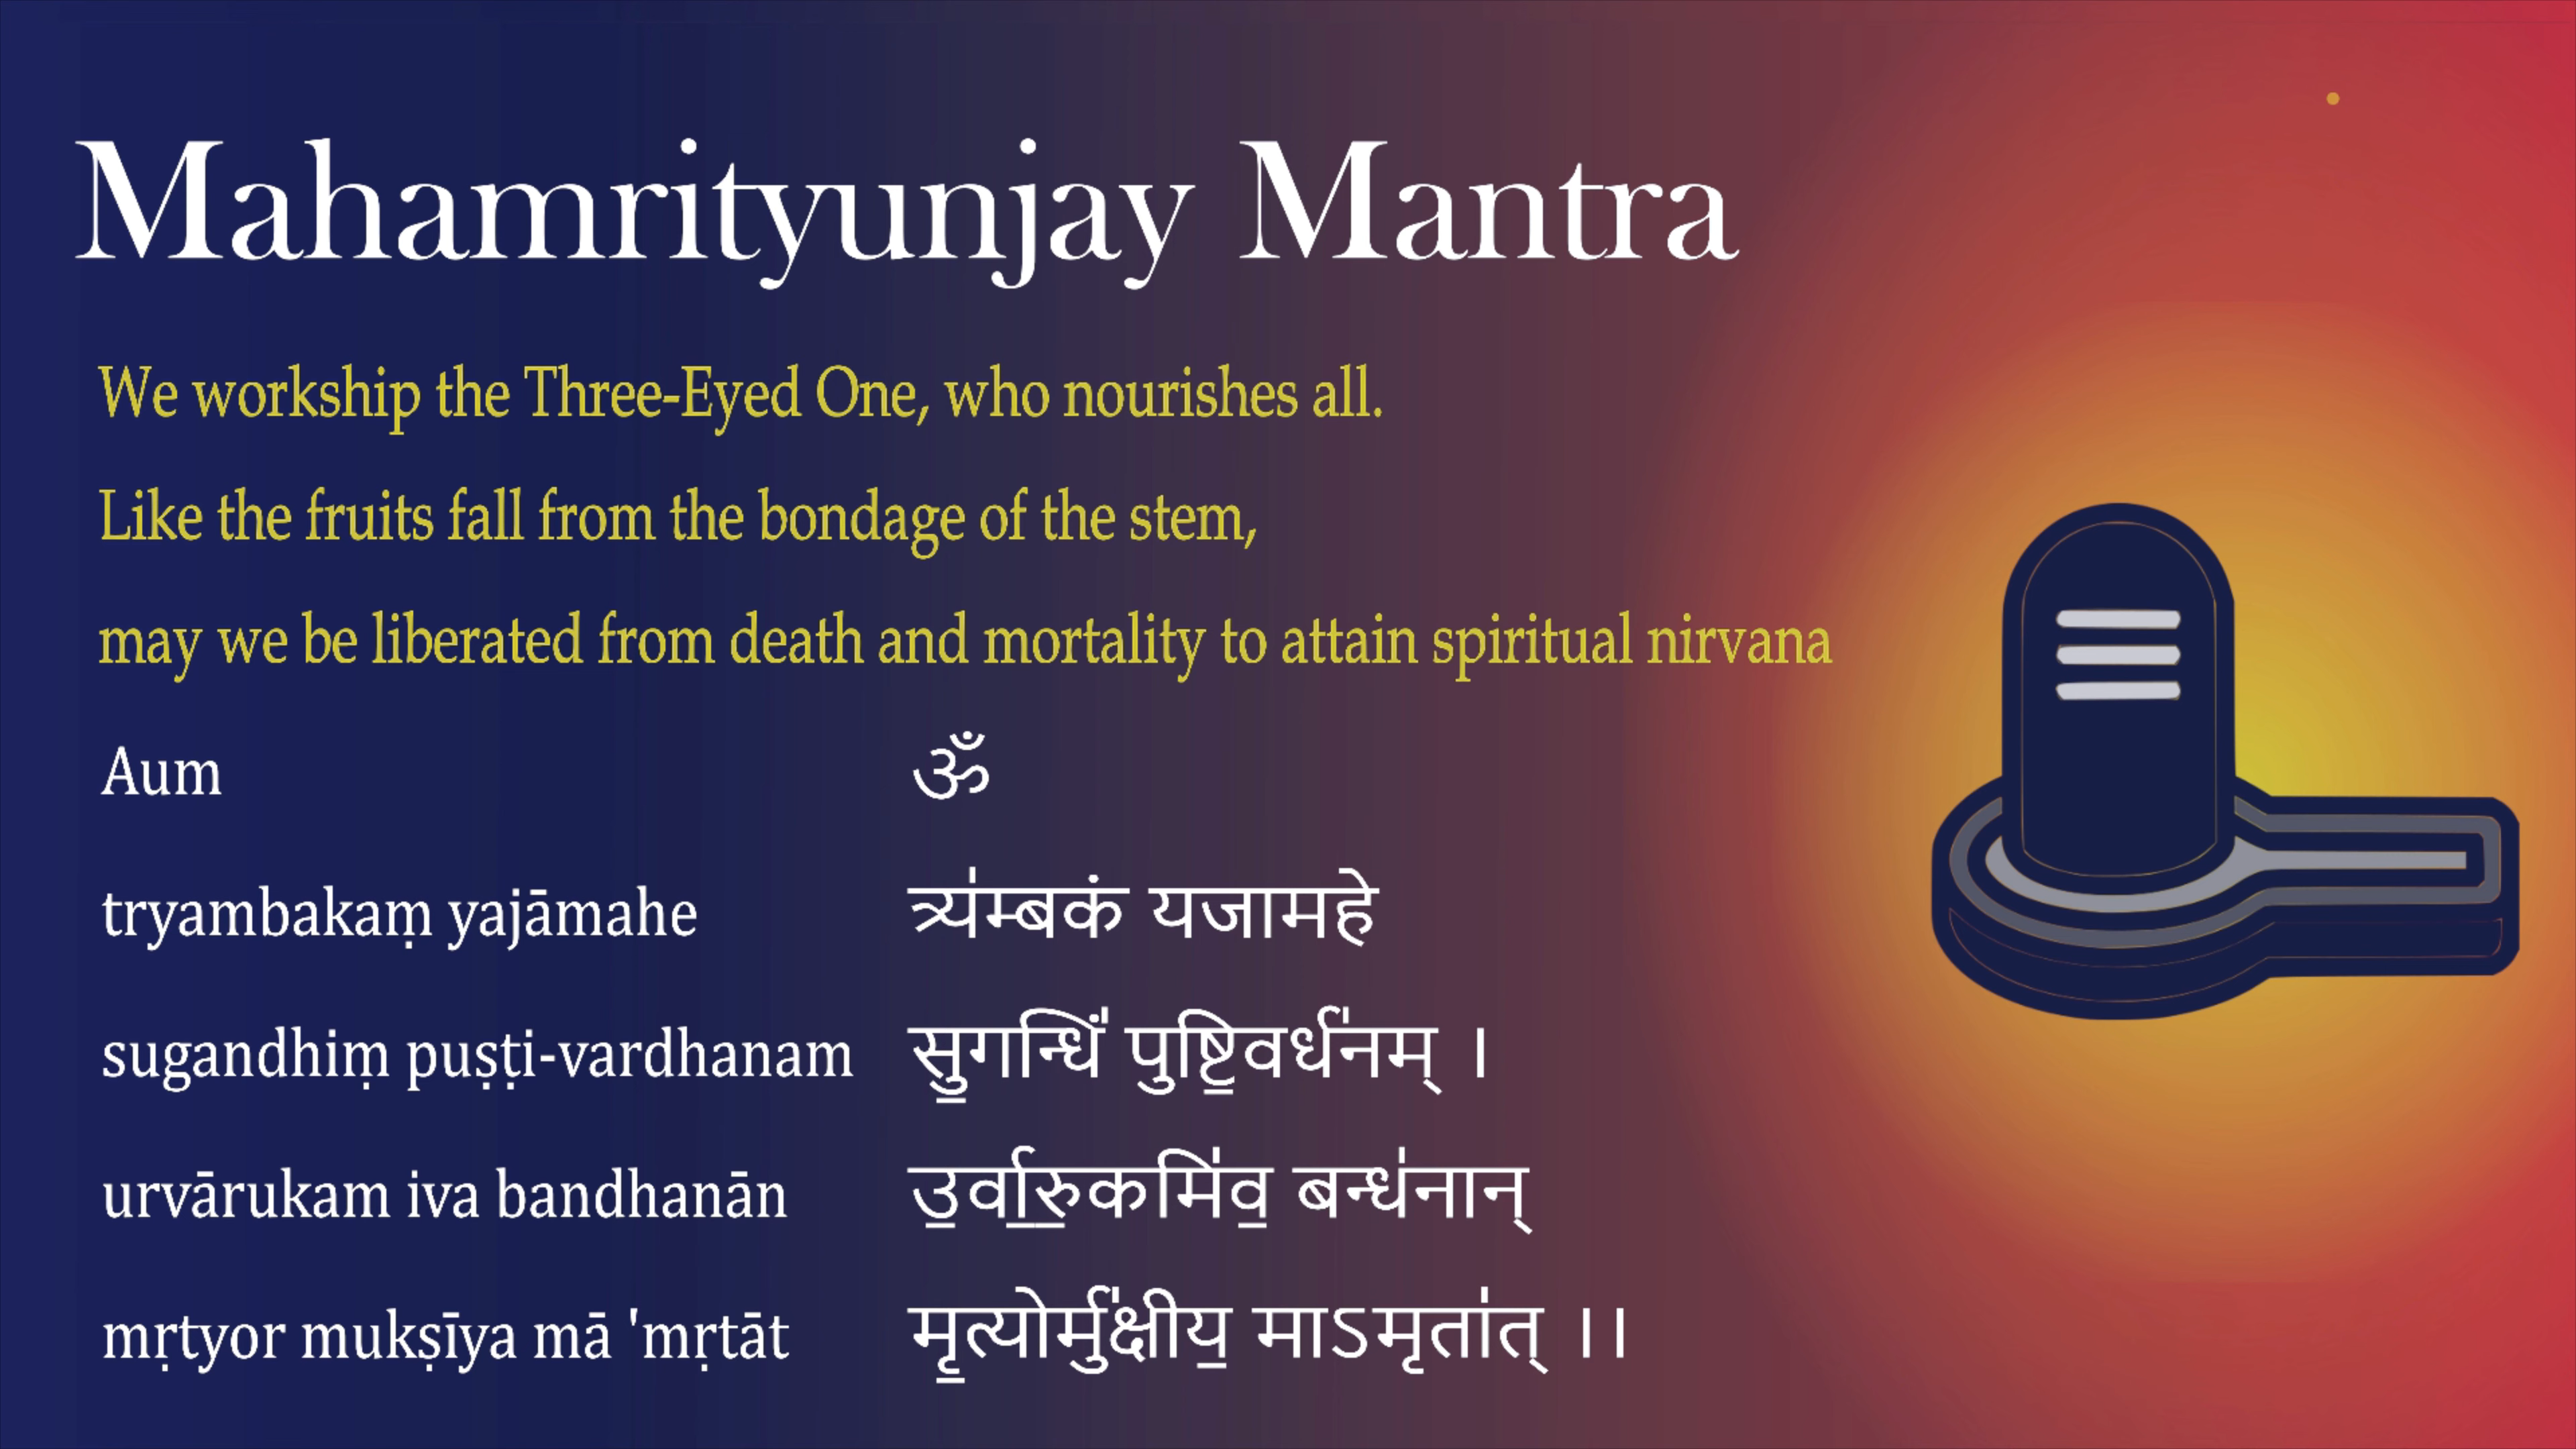 Mahamrityunjay Mantra
We workship the Three-Eyed One, who nourishes all.
Like the fruits fall from the bondage of the stem,
may we be liberated from death and mortality to attain spiritual nirvana
Aum ॐ
tryambakaṃ yajāmahe त्र्य॑म्बकं यजामहे
sugandhiṃ puṣṭi-vardhanam सु॒गन्धिं॑ पुष्टि॒वर्ध॑नम् ।
urvārukam iva bandhanān उ॒र्वा॒रु॒कमि॑व॒ बन्ध॑नान्
mṛtyor mukṣīya mā 'mṛtāt मृ॒त्योर्मु॑क्षीय॒ माऽमृता॑त् ।।